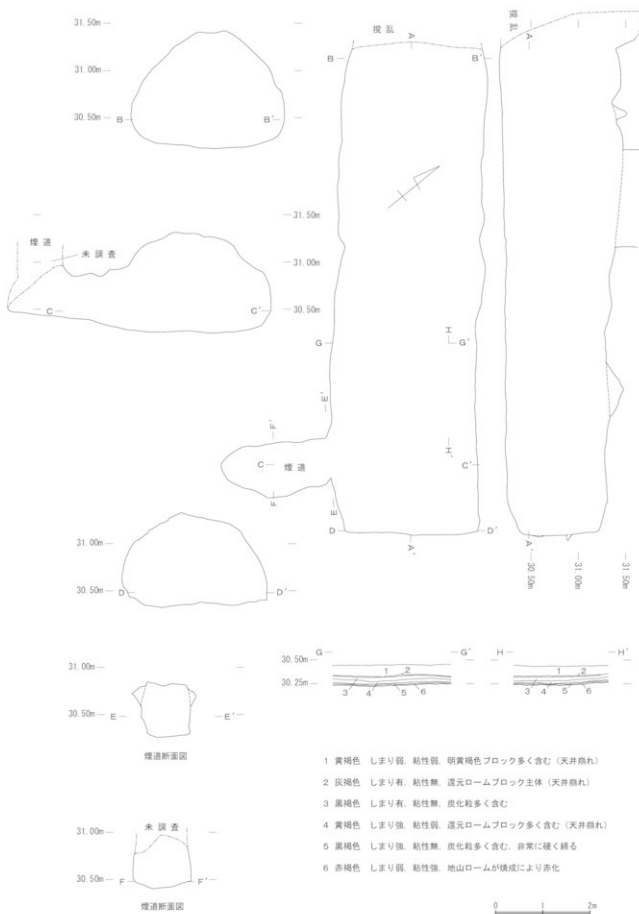 31.50m
31.00m
30.50m
B
B′
撹乱
A
B
B′
撹乱
A
31.50m
31.00m
30.50m
煙道
未調査
C
C′
G
G′
H
E′
F′
H′
C
煙道
C′
F
E
D
D′
A′
A′
30.50m
31.00m
31.50m
31.00m
30.50m
D
D′
31.00m
30.50m
E
E′
煙道断面図
G
G′
H
H′
30.50m
30.25m
1
2
3
4
5
6
1
2
3
4
5
6
1 黄褐色 しまり弱、粘性弱、明黄褐色ブロック多く含む（天井崩れ）
2 灰褐色 しまり有、粘性無、還元ロームブロック主体（天井崩れ）
3 黒褐色 しまり有、粘性無、炭化粒多く含む
4 黄褐色 しまり強、粘性弱、還元ロームブロック多く含む（天井崩れ）
5 黒褐色 しまり強、粘性無、炭化粒多く含む、非常に硬く締る
6 赤褐色 しまり弱、粘性強、地山ロームが焼成により赤化
未調査
31.00m
30.50m
F
F′
煙道断面図
0
1
2m